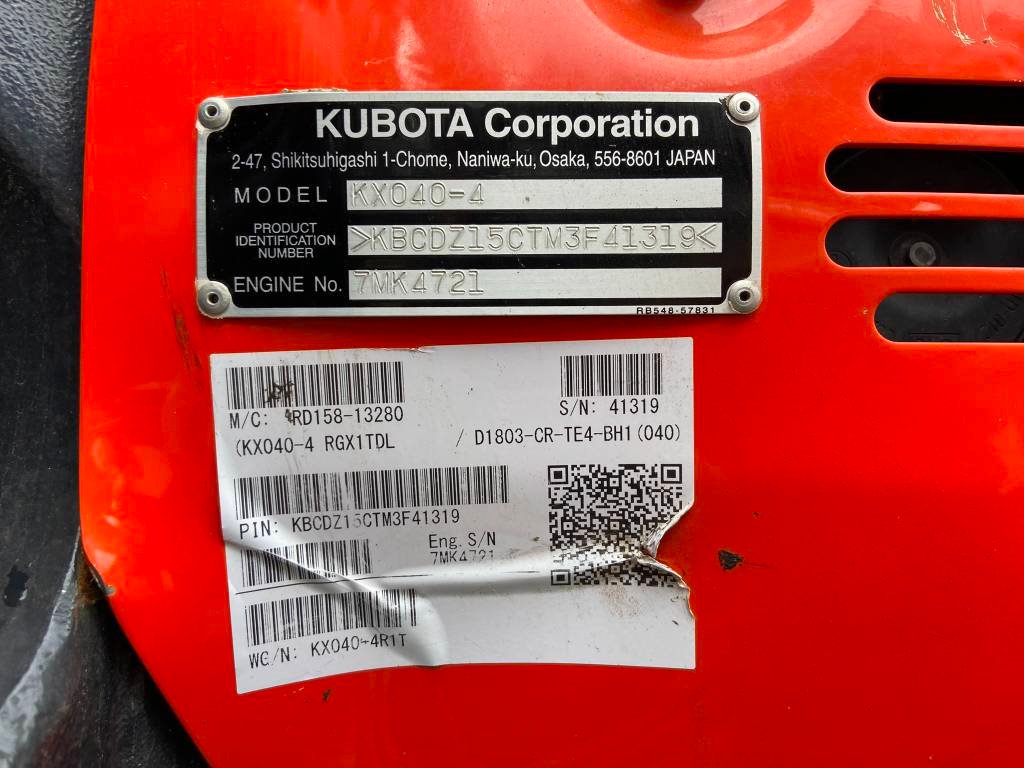 KUBOTA Corporation
2-47, Shikitsuhigashi 1-Chome, Naniwa-ku, Osaka, 556-8601 JAPAN
MODEL KX040-4
PRODUCT IDENTIFICATION NUMBER >KBCDZ15CTM3F41319<
ENGINE No. 7MK4721
RB548-57831
M/C: RD158-13280 S/N: 41319
(KX040-4 RGX1TDL / D1803-CR-TE4-BH1(040)
PIN: KBCDZ15CTM3F41319
Eng. S/N
7MK4721
WG/N: KX040-4R1T